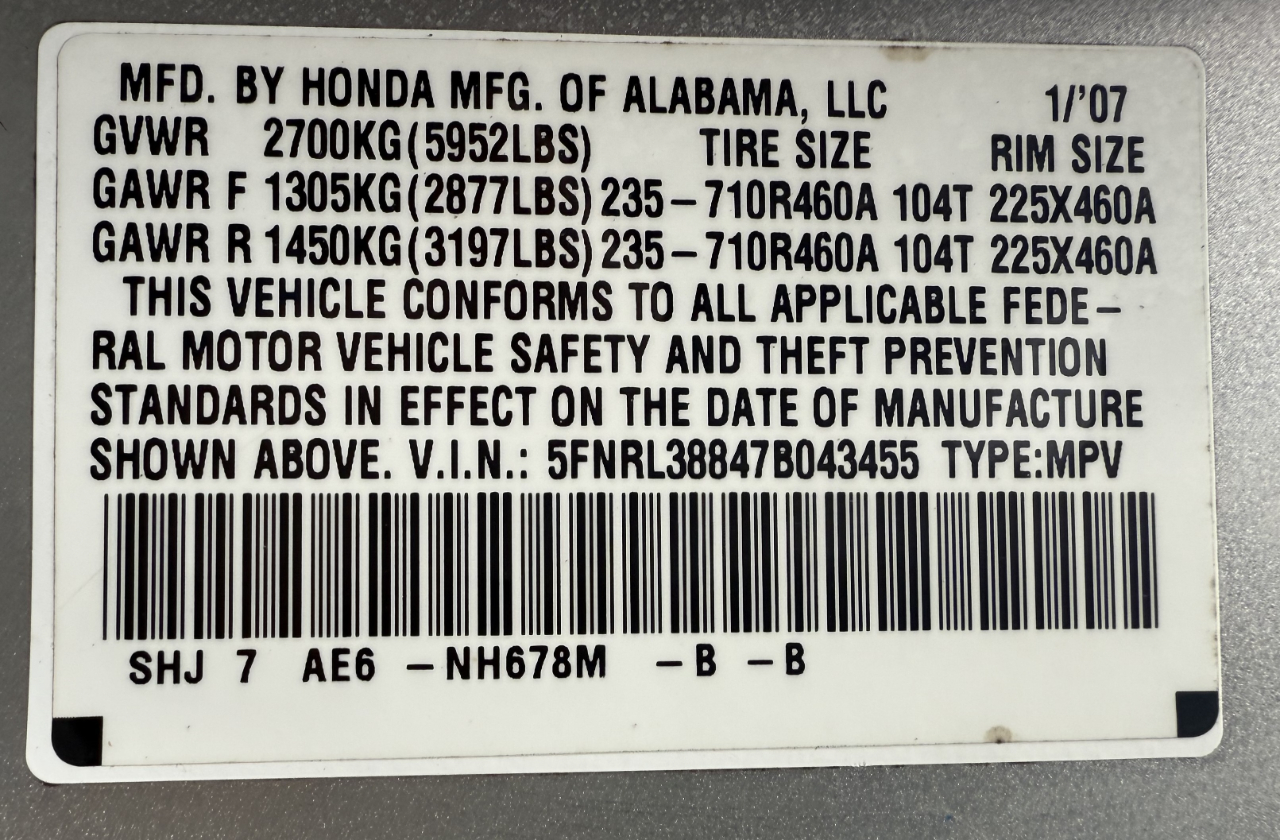 MFD. BY HONDA MFG. OF ALABAMA, LLC 1/'07
GVWR 2700KG(5952LBS) TIRE SIZE RIM SIZE
GAWR F 1305KG(2877LBS) 235-710R460A 104T 225X460A
GAWR R 1450KG(3197LBS) 235-710R460A 104T 225X460A
THIS VEHICLE CONFORMS TO ALL APPLICABLE FEDE-
RAL MOTOR VEHICLE SAFETY AND THEFT PREVENTION
STANDARDS IN EFFECT ON THE DATE OF MANUFACTURE
SHOWN ABOVE. V.I.N.: 5FNRL38847B043455 TYPE:MPV
SHJ 7 AE6 -NH678M -B -B